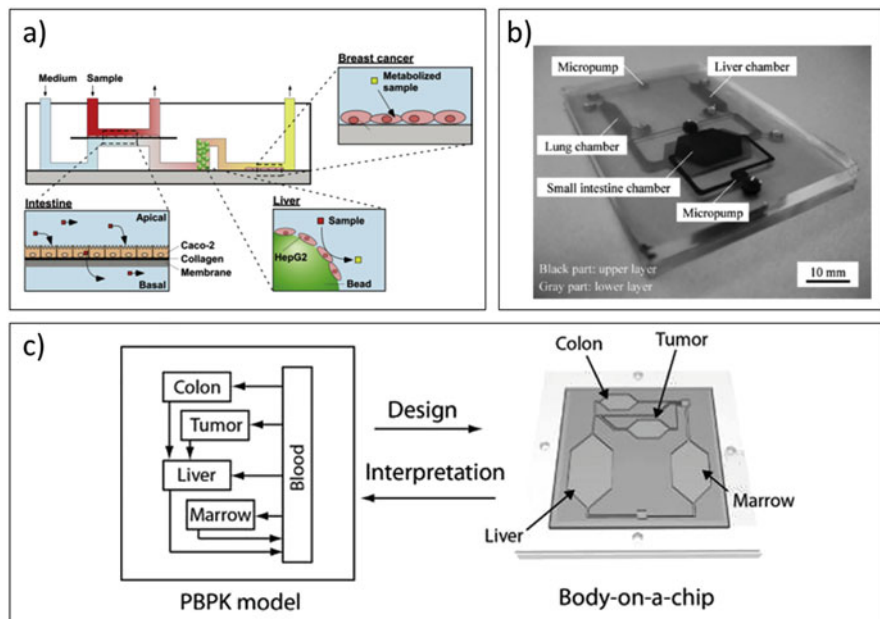 a)
Medium
Sample
Breast cancer
Metabolized
sample
Intestine
Apical
Caco-2
Collagen
Membrane
Basal
Liver
Sample
HepG2
Bead
b)
Micropump
Liver chamber
Lung chamber
Small intestine chamber
Micropump
Black part: upper layer
Gray part: lower layer
10 mm
c)
Colon
Tumor
Liver
Marrow
Blood
PBPK model
Design
Interpretation
Colon
Tumor
Liver
Marrow
Body-on-a-chip